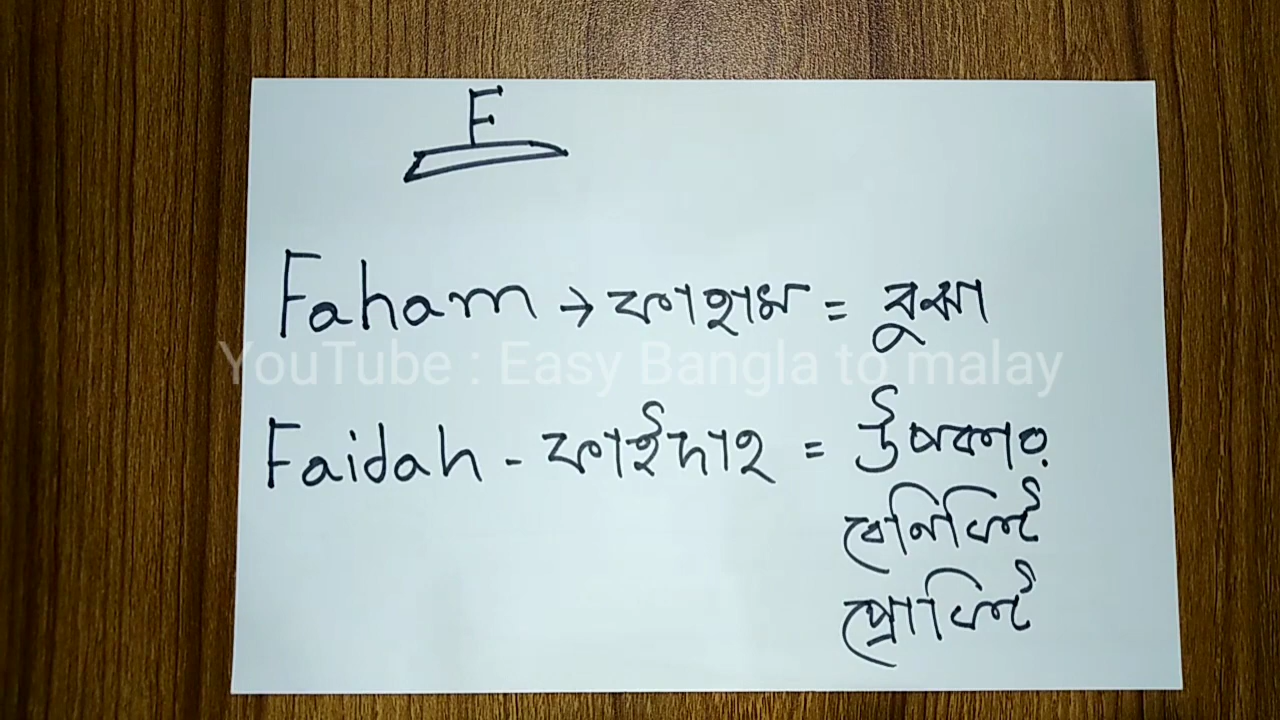 F
Faham → ফাহাম = বুঝা
YouTube : Easy Bangla to malay
Faidah - ফাইদাহ = উপকার
বেনিফিট
প্রোফিট